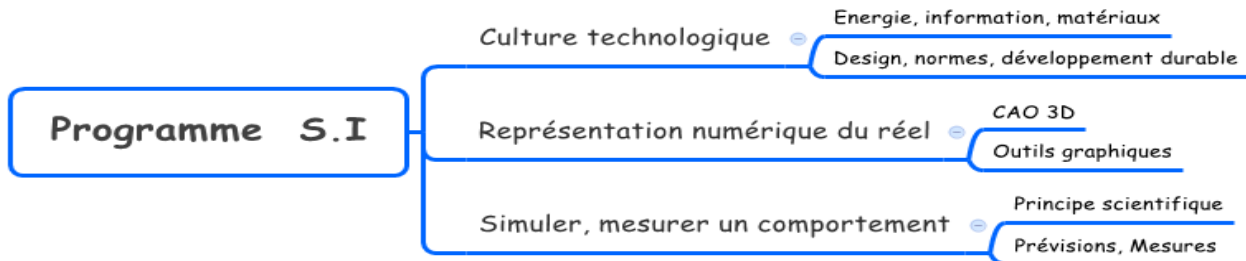 Programme S.I
Culture technologique
Energie, information, matériaux
Design, normes, développement durable
Représentation numérique du réel
CAO 3D
Outils graphiques
Simuler, mesurer un comportement
Principe scientifique
Prévisions, Mesures